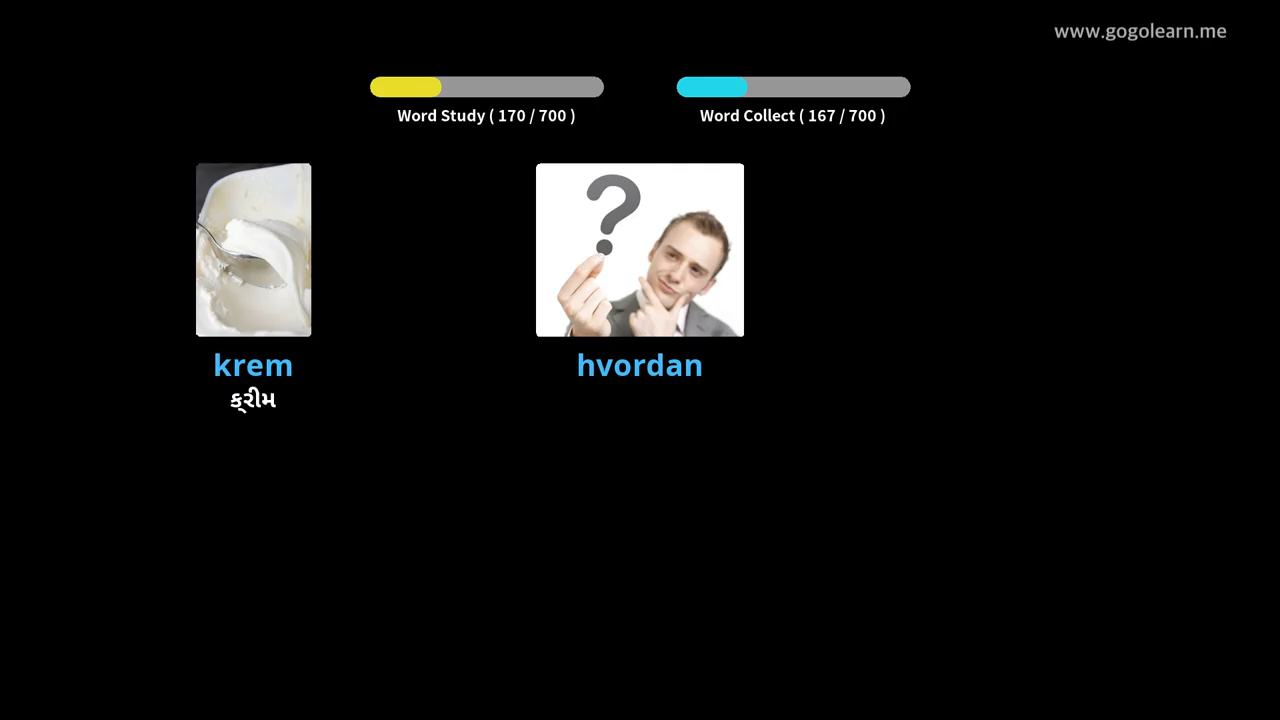 www.gogolearn.me
Word Study ( 170 / 700 )
Word Collect ( 167 / 700 )
krem
ક્રીમ
hvordan